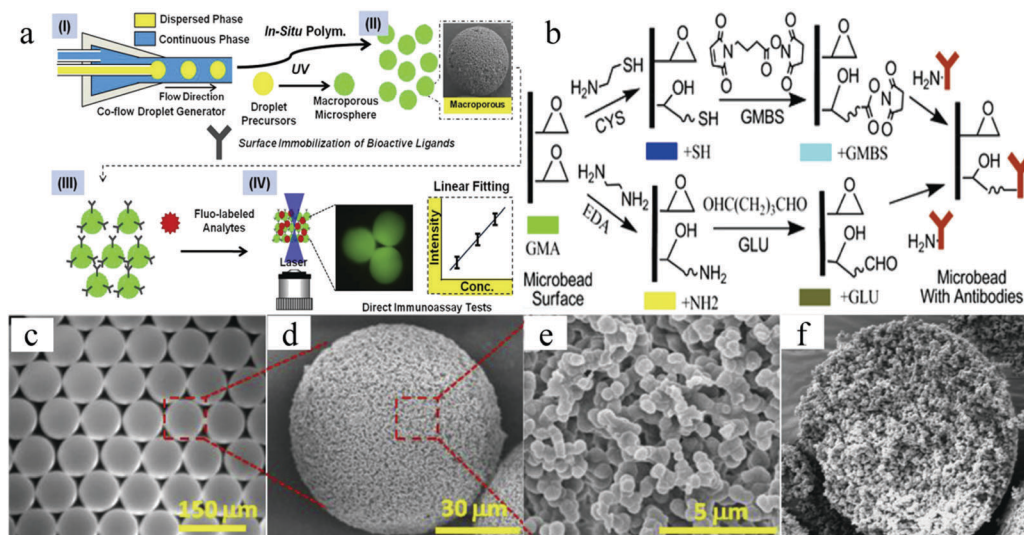 a
(I)
Dispersed Phase
Continuous Phase
Flow Direction
Co-flow Droplet Generator
In-Situ Polym.
UV
Droplet
Precursors
Macroporous
Microsphere
(II)
Macroporous
Surface Immobilization of Bioactive Ligands
(III)
Fluo-labeled
Analytes
(IV)
Laser
Linear Fitting
Intensity
Conc.
Direct Immunoassay Tests
b
GMA
Microbead
Surface
H2N
SH
CYS
OH
SH
+SH
O
N
O
O
O
O
N
O
GMBS
OH
O
O
O
N
O
+GMBS
H2N
H2N
NH2
EDA
OH
NH2
+NH2
OHC(CH2)3CHO
GLU
OH
CHO
+GLU
H2N
OH
Microbead
With Antibodies
c
150 μm
d
30 μm
e
5 μm
f